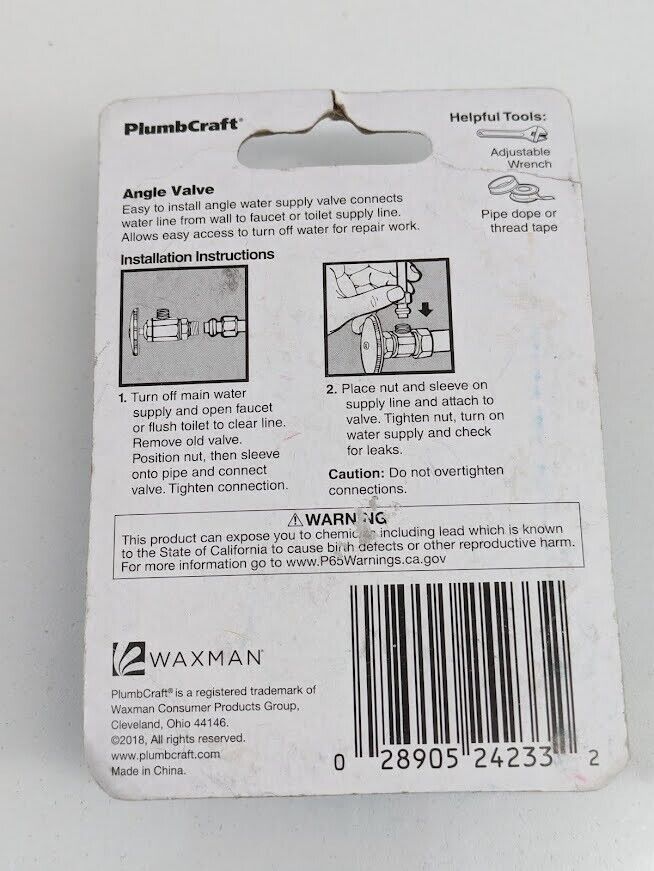 PlumbCraft®
Helpful Tools:
Adjustable
Wrench
Pipe dope or
thread tape
Angle Valve
Easy to install angle water supply valve connects
water line from wall to faucet or toilet supply line.
Allows easy access to turn off water for repair work.
Installation Instructions
1. Turn off main water
supply and open faucet
or flush toilet to clear line.
Remove old valve.
Position nut, then sleeve
onto pipe and connect
valve. Tighten connection.
2. Place nut and sleeve on
supply line and attach to
valve. Tighten nut, turn on
water supply and check
for leaks.
Caution: Do not overtighten
connections.
⚠WARNING
This product can expose you to chemicals including lead which is known
to the State of California to cause birth defects or other reproductive harm.
For more information go to www.P65Warnings.ca.gov
WAXMAN
PlumbCraft® is a registered trademark of
Waxman Consumer Products Group,
Cleveland, Ohio 44146.
©2018, All rights reserved.
www.plumbcraft.com
Made in China.
0 28905 24233 2